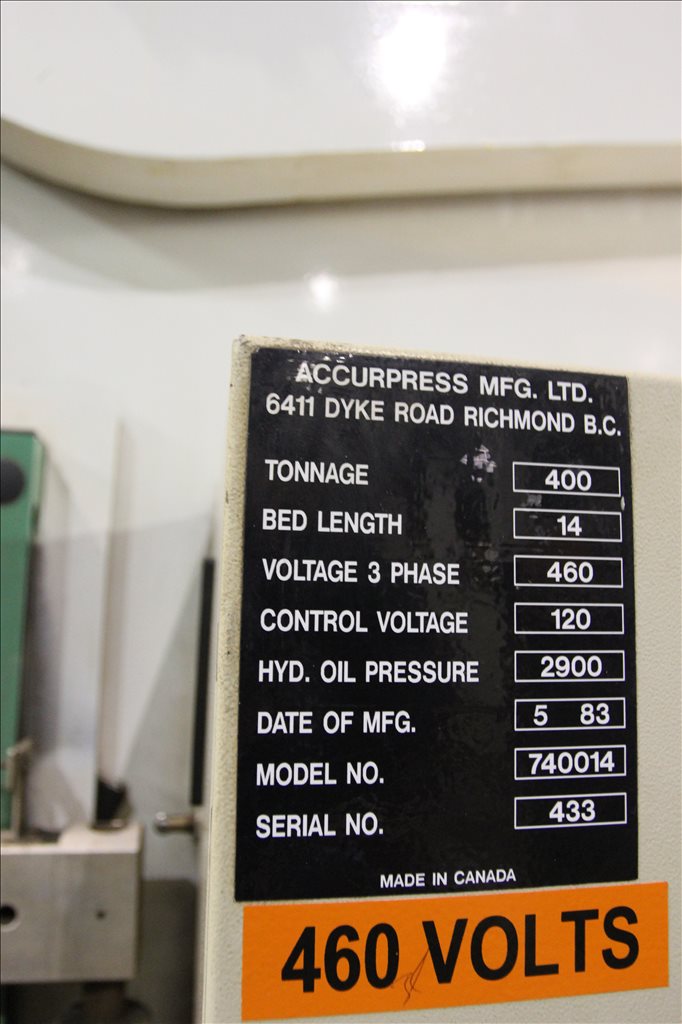 ACCURPRESS MFG. LTD.
6411 DYKE ROAD RICHMOND B.C.
TONNAGE 400
BED LENGTH 14
VOLTAGE 3 PHASE 460
CONTROL VOLTAGE 120
HYD. OIL PRESSURE 2900
DATE OF MFG. 5 83
MODEL NO. 740014
SERIAL NO. 433
MADE IN CANADA
460 VOLTS